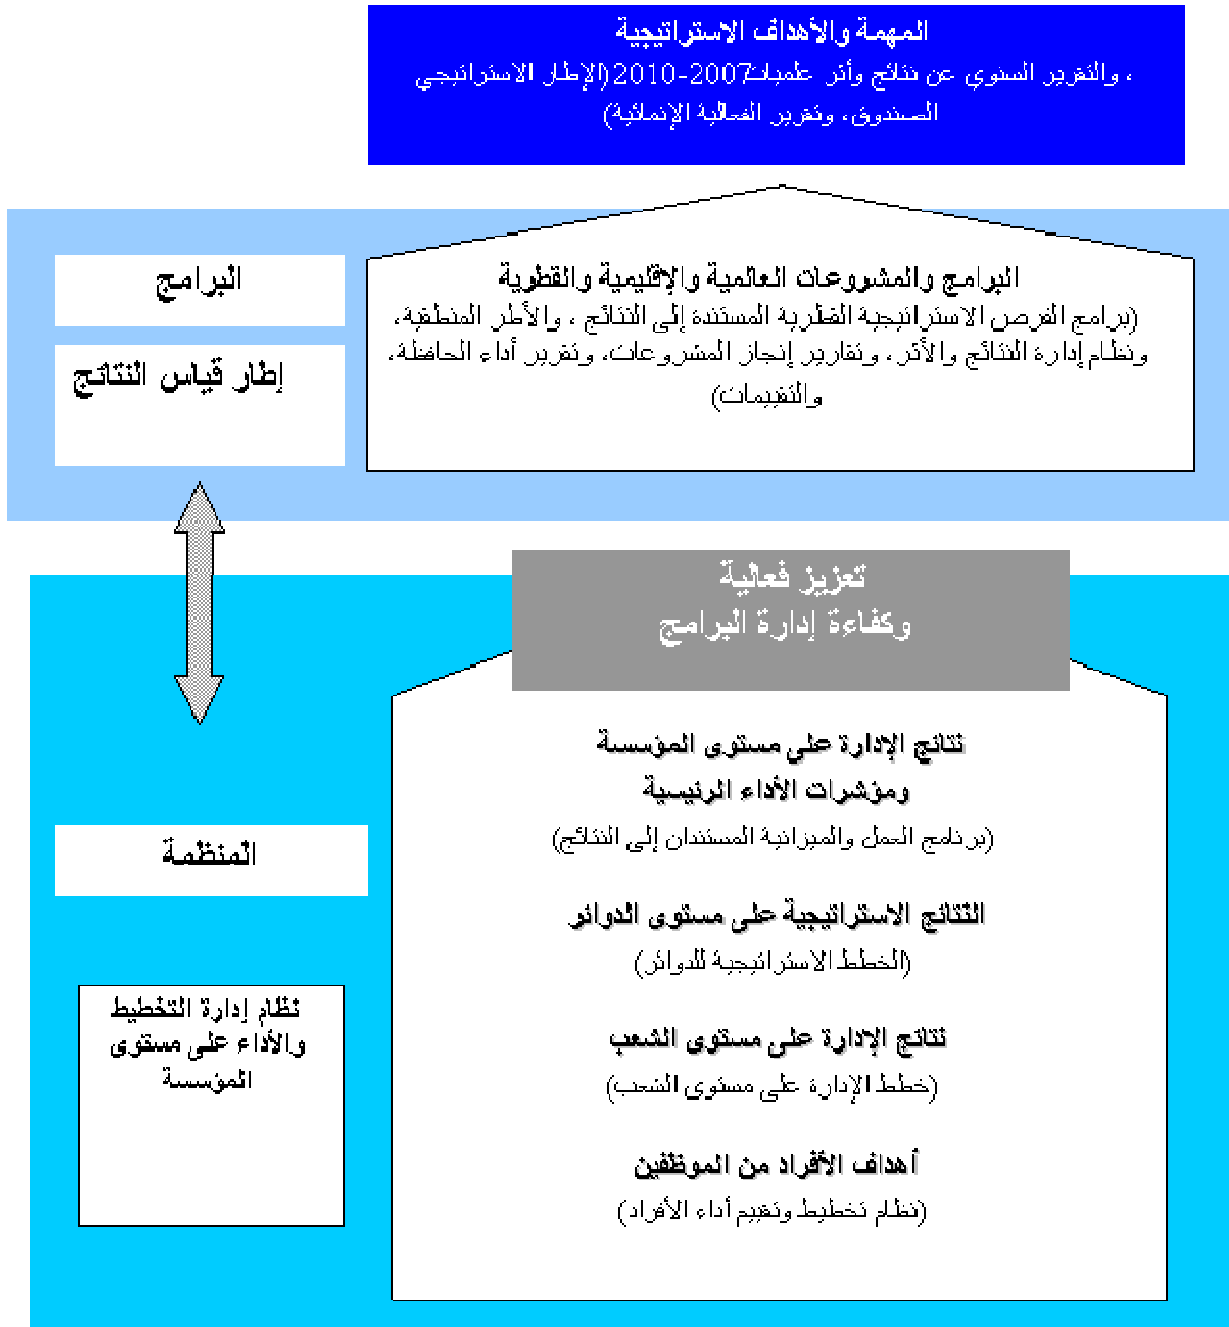 المهمة والأهداف الاستراتيجية
، والتقرير السنوي عن نتائج وأثر عمليات2007-2010(الإطار الاستراتيجي
الصندوق، وتقرير الفعالية الإنمائية)
البرامج
إطار قياس النتائج
البرامج والمشروعات العالمية والإقليمية والقطرية
(برامج الفرص الاستراتيجية القطرية المستندة إلى النتائج ، والأطر المنطقية،
ونظام إدارة النتائج والأثر، وتقارير إنجاز المشروعات، وتقرير أداء الحافظة،
والتقييمات)
تعزيز فعالية
وكفاءة إدارة البرامج
المنظمة
نظام إدارة التخطيط
والأداء على مستوى
المؤسسة
نتائج الإدارة على مستوى المؤسسة
ومؤشرات الأداء الرئيسية
(برنامج العمل والميزانية المستندان إلى النتائج)
النتائج الاستراتيجية على مستوى الدوائر
(الخطط الاستراتيجية للدوائر)
نتائج الإدارة على مستوى الشعب
(خطط الإدارة على مستوى الشعب)
أهداف الأفراد من الموظفين
(نظام تخطيط وتقييم أداء الأفراد)